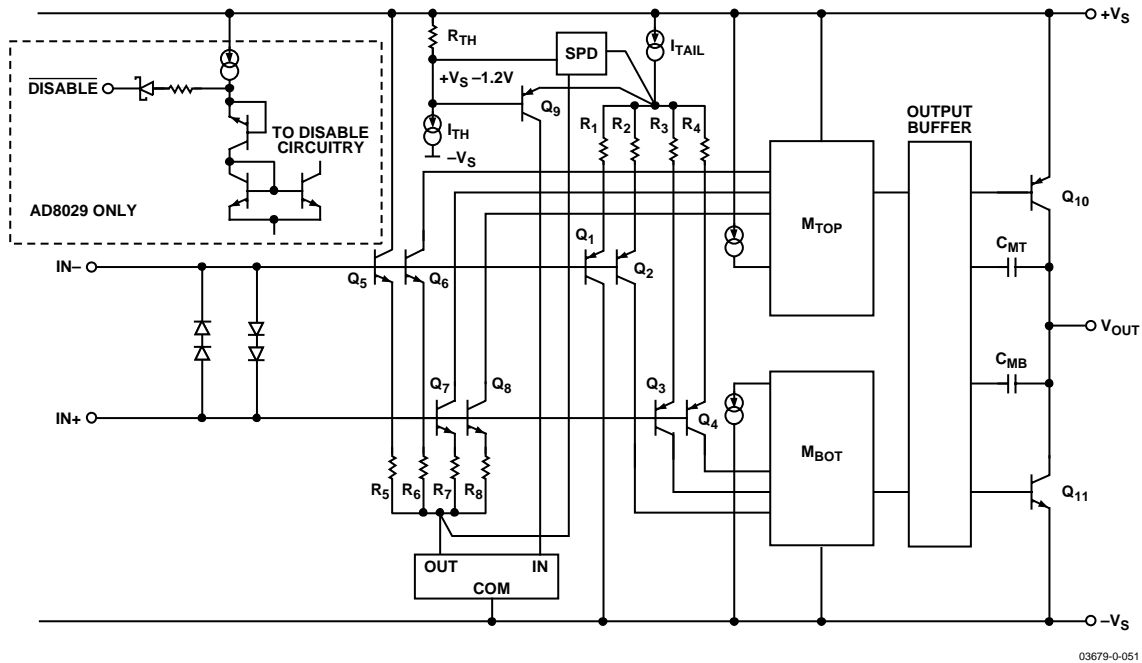 +VS
RTH
SPD
ITAIL
DISABLE
+VS –1.2V
Q9
OUTPUT
BUFFER
TO DISABLE
CIRCUITRY
ITH
–VS
R1
R2
R3
R4
AD8029 ONLY
MTOP
Q10
Q1
Q2
CMT
IN–
Q5
Q6
VOUT
CMB
Q7
Q8
Q3
Q4
IN+
MBOT
R5
R6
R7
R8
Q11
OUT
IN
COM
–VS
03679-0-051